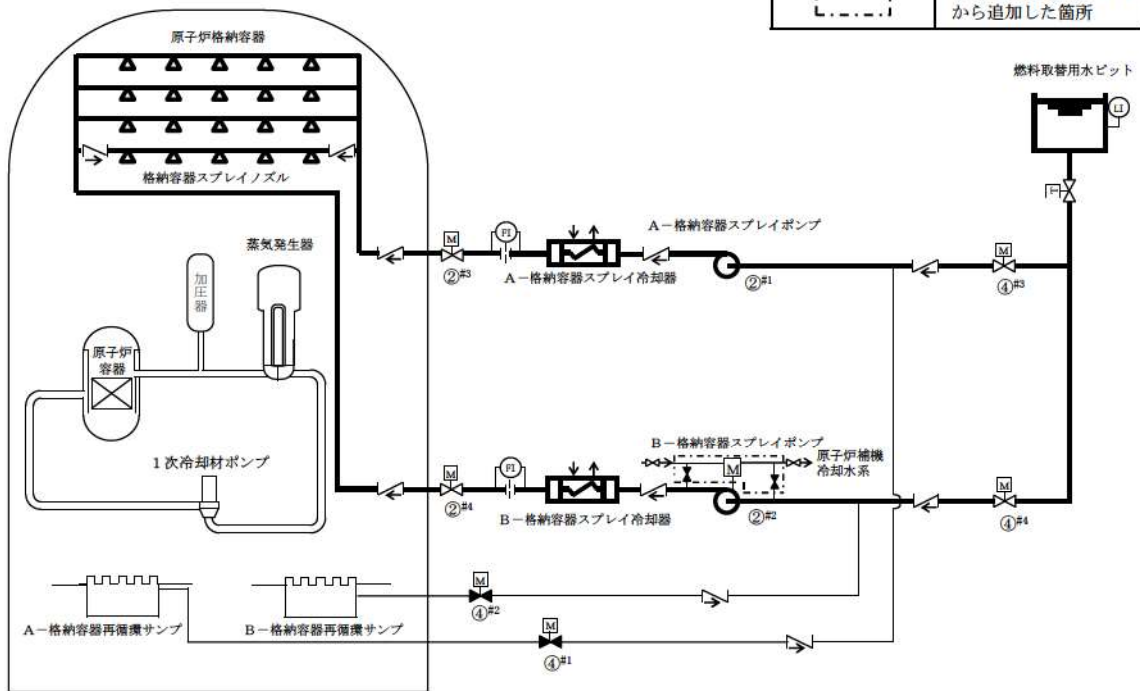 から追加した箇所
原子炉格納容器
燃料取替用水ピット
LI
T
格納容器スプレイノズル
A－格納容器スプレイポンプ
M
FI
M
蒸気発生器
②#3
A－格納容器スプレイ冷却器
②#1
④#3
加圧器
原子炉
容器
B－格納容器スプレイポンプ
原子炉補機
冷却水系
1次冷却材ポンプ
M
FI
M
M
②#4
B－格納容器スプレイ冷却器
②#2
④#4
M
④#2
A－格納容器再循環サンプ
B－格納容器再循環サンプ
M
④#1